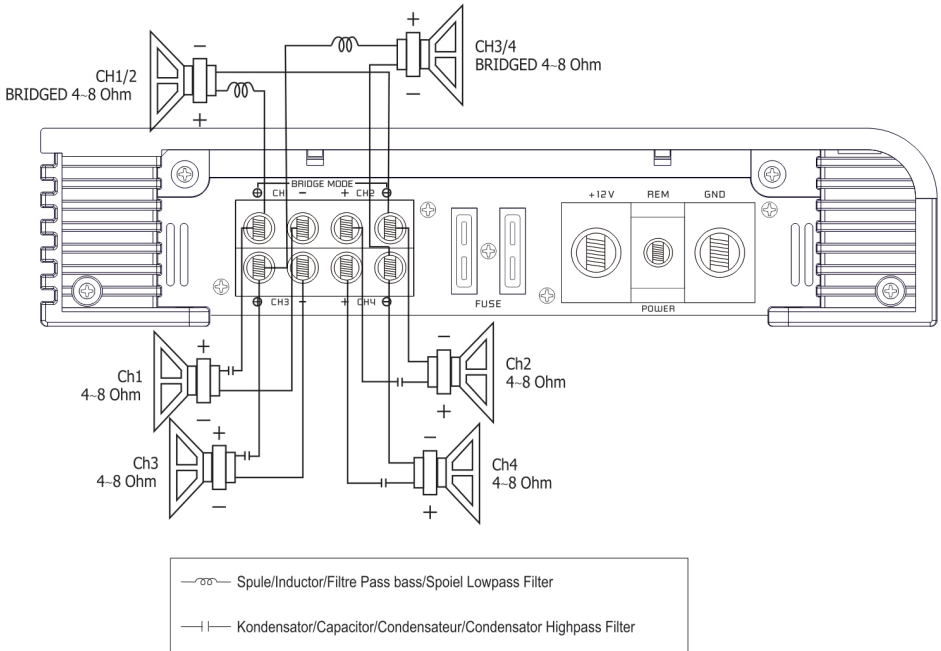 +
CH3/4
BRIDGED 4~8 Ohm
−
−
CH1/2
BRIDGED 4~8 Ohm
+
BRIDGE MODE
⊕ CH1 − + CH2 ⊖
+12V REM GND
⊕ CH3 − + CH4 ⊖
FUSE
POWER
+
Ch1
4~8 Ohm
−
−
Ch2
4~8 Ohm
+
+
Ch3
4~8 Ohm
−
−
Ch4
4~8 Ohm
+
Spule/Inductor/Filtre Pass bass/Spoiel Lowpass Filter
Kondensator/Capacitor/Condensateur/Condensator Highpass Filter